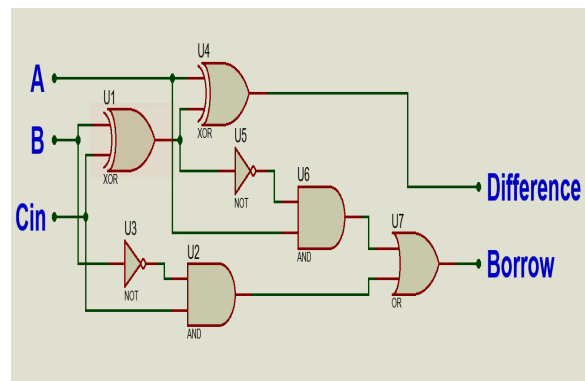 U4
A
U1
XOR
U5
B
XOR
NOT
U6
Difference
Cin
U3
U2
U7
AND
Borrow
NOT
OR
AND